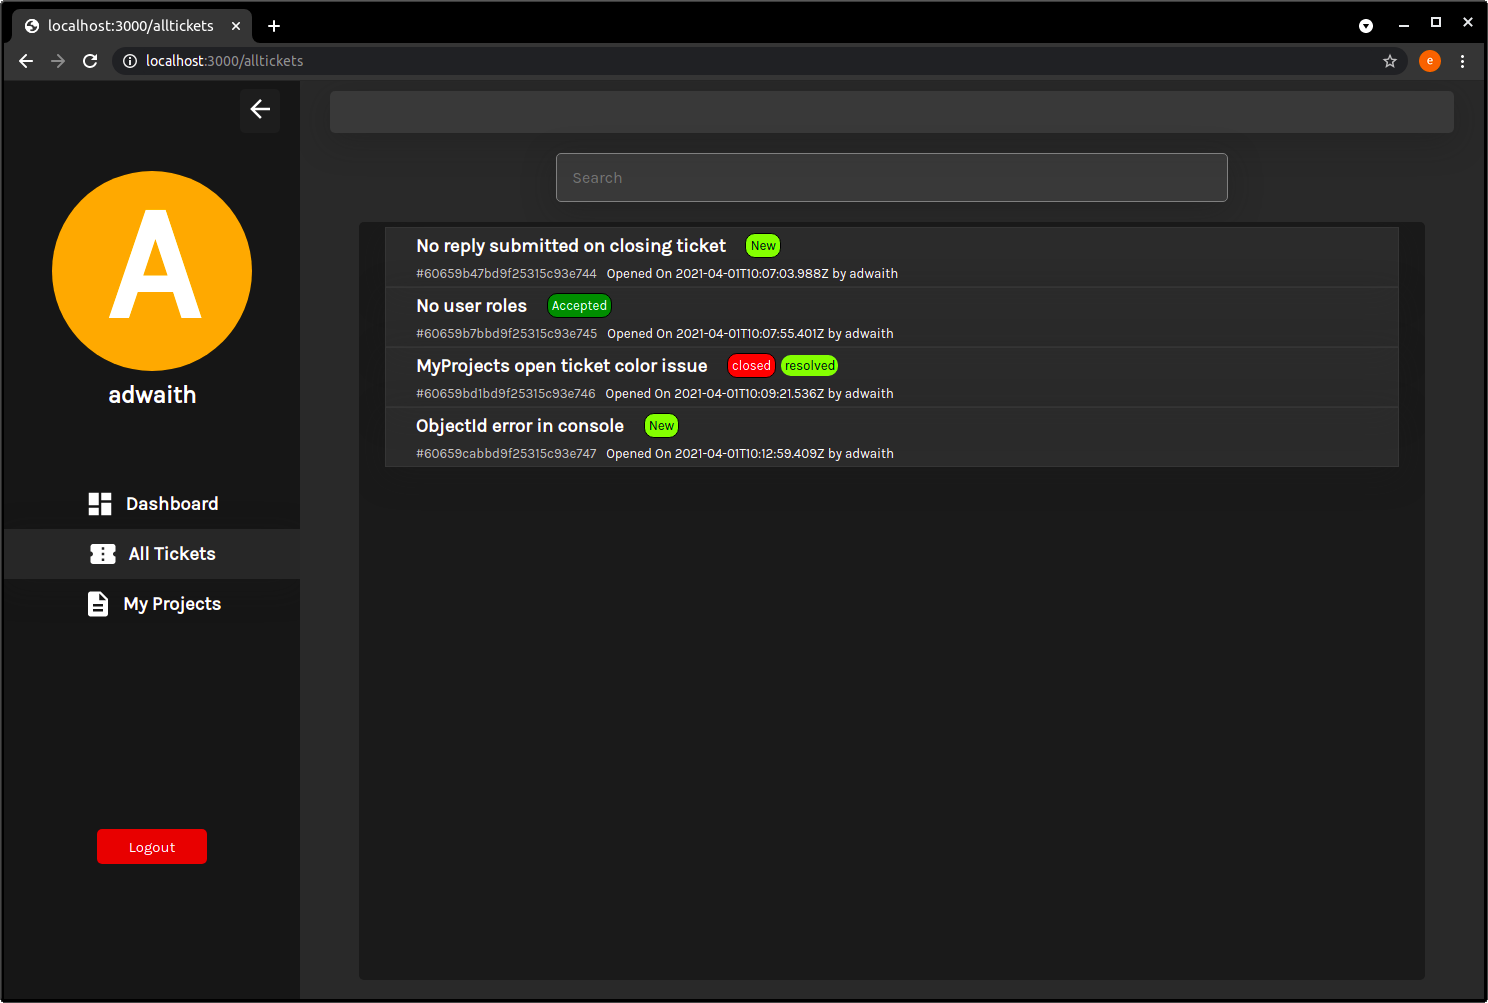 localhost:3000/alltickets
localhost:3000/alltickets
e
A
adwaith
Dashboard
All Tickets
My Projects
Logout
Search
No reply submitted on closing ticket New
#60659b47bd9f25315c93e744 Opened On 2021-04-01T10:07:03.988Z by adwaith
No user roles Accepted
#60659b7bbd9f25315c93e745 Opened On 2021-04-01T10:07:55.401Z by adwaith
MyProjects open ticket color issue closed resolved
#60659bd1bd9f25315c93e746 Opened On 2021-04-01T10:09:21.536Z by adwaith
ObjectId error in console New
#60659cabbd9f25315c93e747 Opened On 2021-04-01T10:12:59.409Z by adwaith